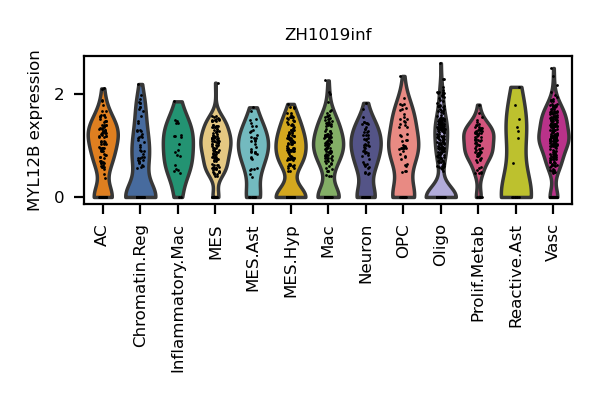 ZH1019inf
MYL12B expression
2
0
AC
Chromatin.Reg
Inflammatory.Mac
MES
MES.Ast
MES.Hyp
Mac
Neuron
OPC
Oligo
Prolif.Metab
Reactive.Ast
Vasc